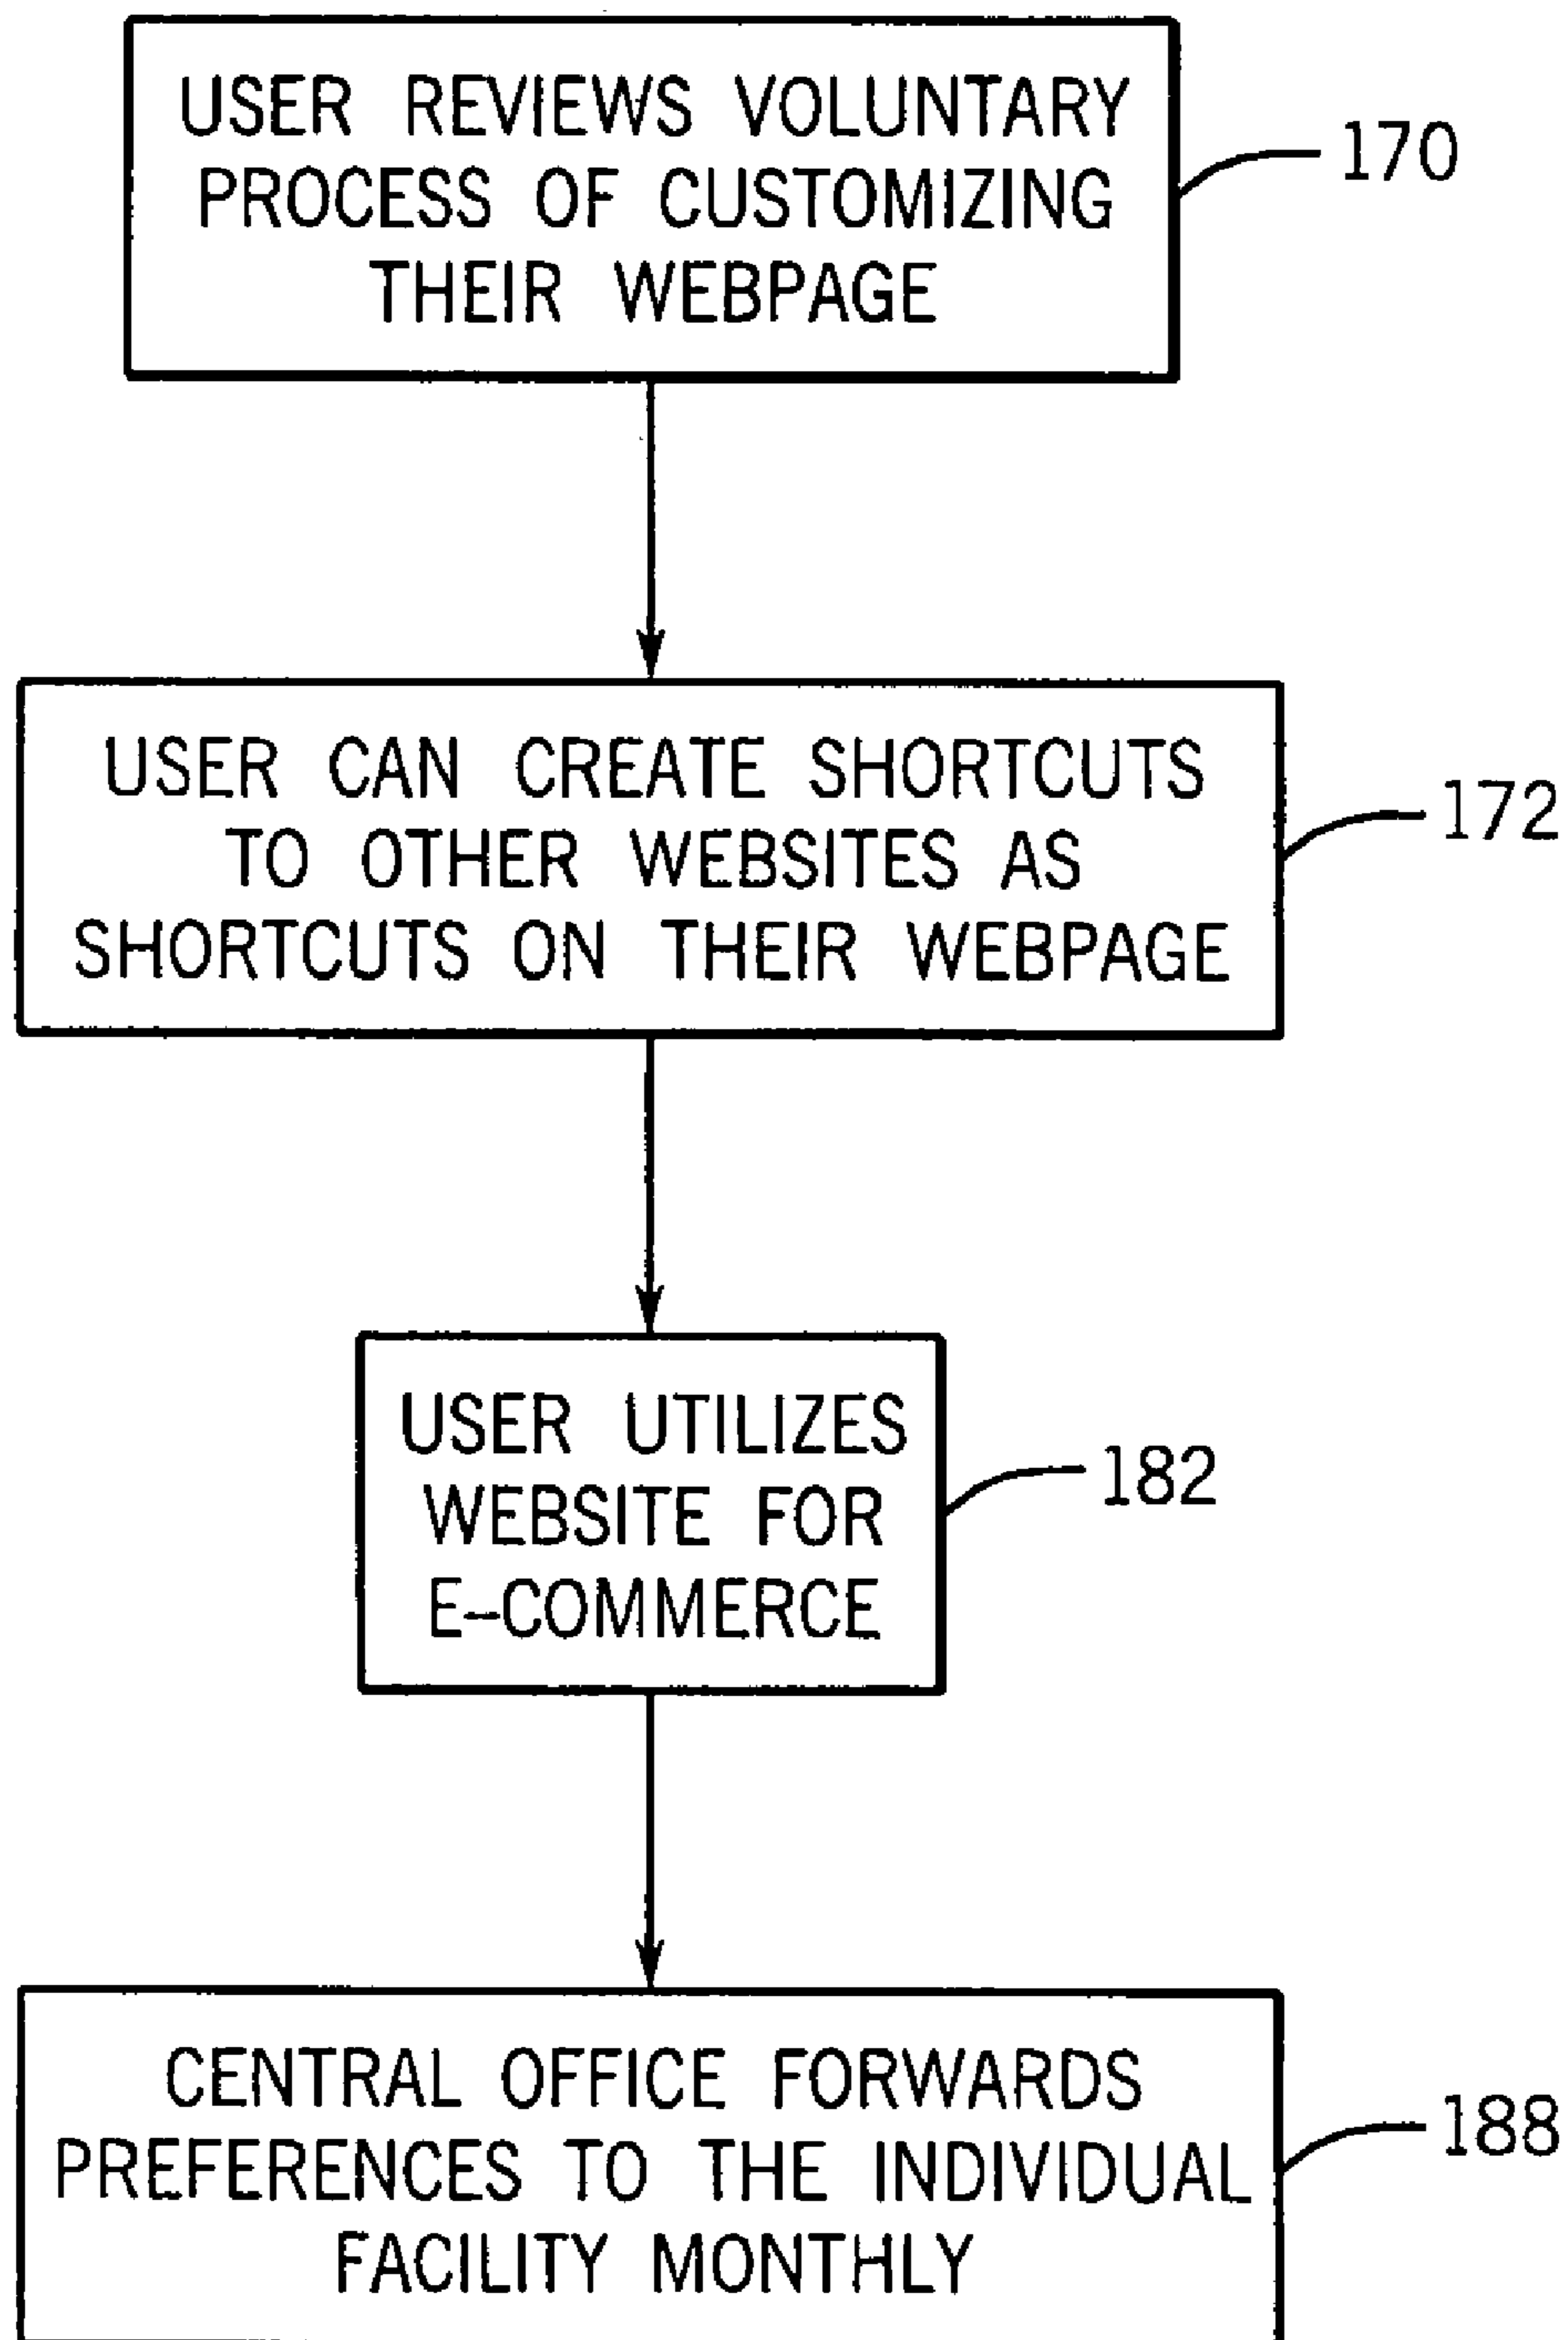 USER REVIEWS VOLUNTARY
PROCESS OF CUSTOMIZING
THEIR WEBPAGE
170
USER CAN CREATE SHORTCUTS
TO OTHER WEBSITES AS
SHORTCUTS ON THEIR WEBPAGE
172
USER UTILIZES
WEBSITE FOR
E-COMMERCE
182
CENTRAL OFFICE FORWARDS
PREFERENCES TO THE INDIVIDUAL
FACILITY MONTHLY
188